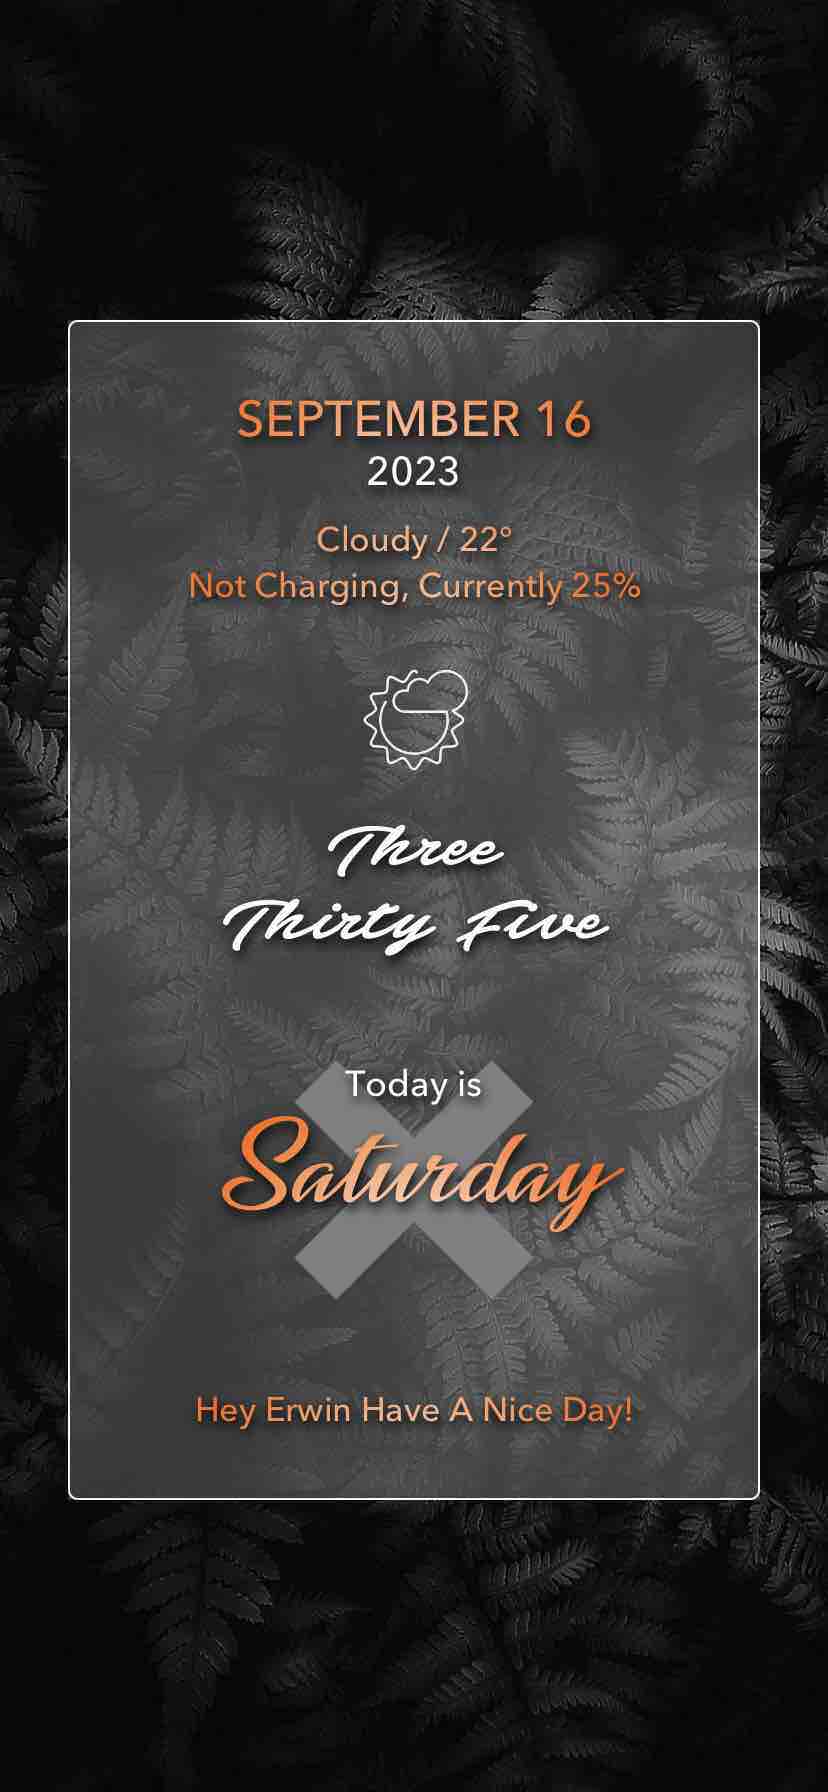 SEPTEMBER 16
2023
Cloudy / 22°
Not Charging, Currently 25%
Three
Thirty Five
Today is
Saturday
Hey Erwin Have A Nice Day!